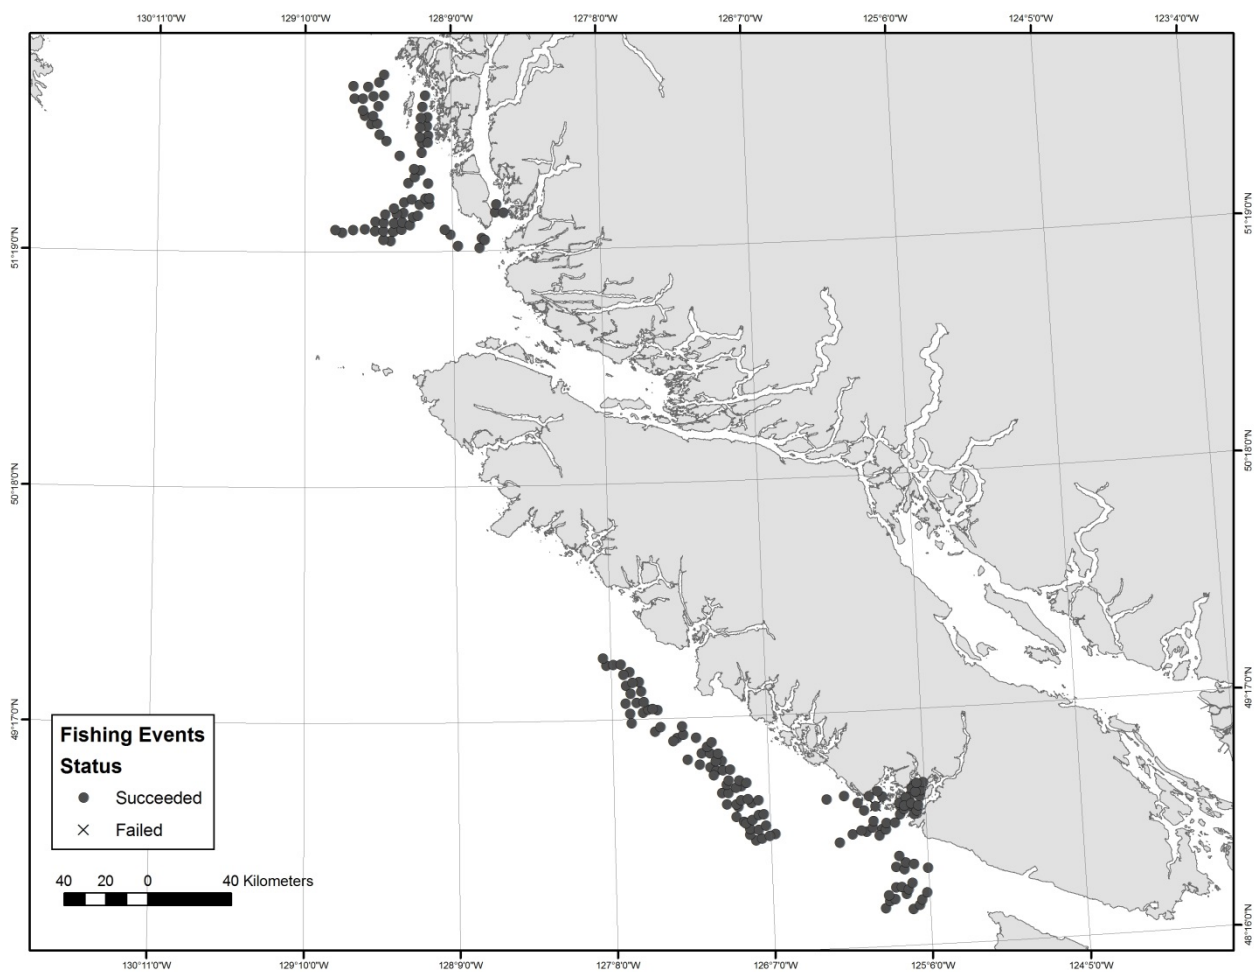 130°11'0"W 129°10'0"W 128°9'0"W 127°8'0"W 126°7'0"W 125°6'0"W 124°5'0"W 123°4'0"W
51°19'0"N 51°19'0"N
50°18'0"N 50°18'0"N
49°17'0"N 49°17'0"N
48°16'0"N
Fishing Events
Status
Succeeded
Failed
40 20 0 40 Kilometers
130°11'0"W 129°10'0"W 128°9'0"W 127°8'0"W 126°7'0"W 125°6'0"W 124°5'0"W